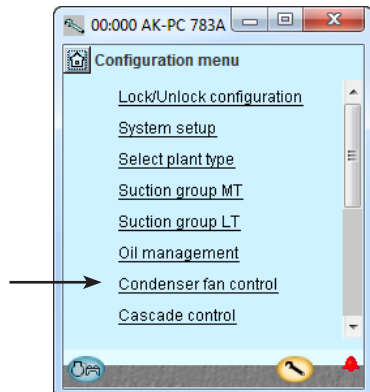 00:000 AK-PC 783A
Configuration menu
Lock/Unlock configuration
System setup
Select plant type
Suction group MT
Suction group LT
Oil management
Condenser fan control
Cascade control